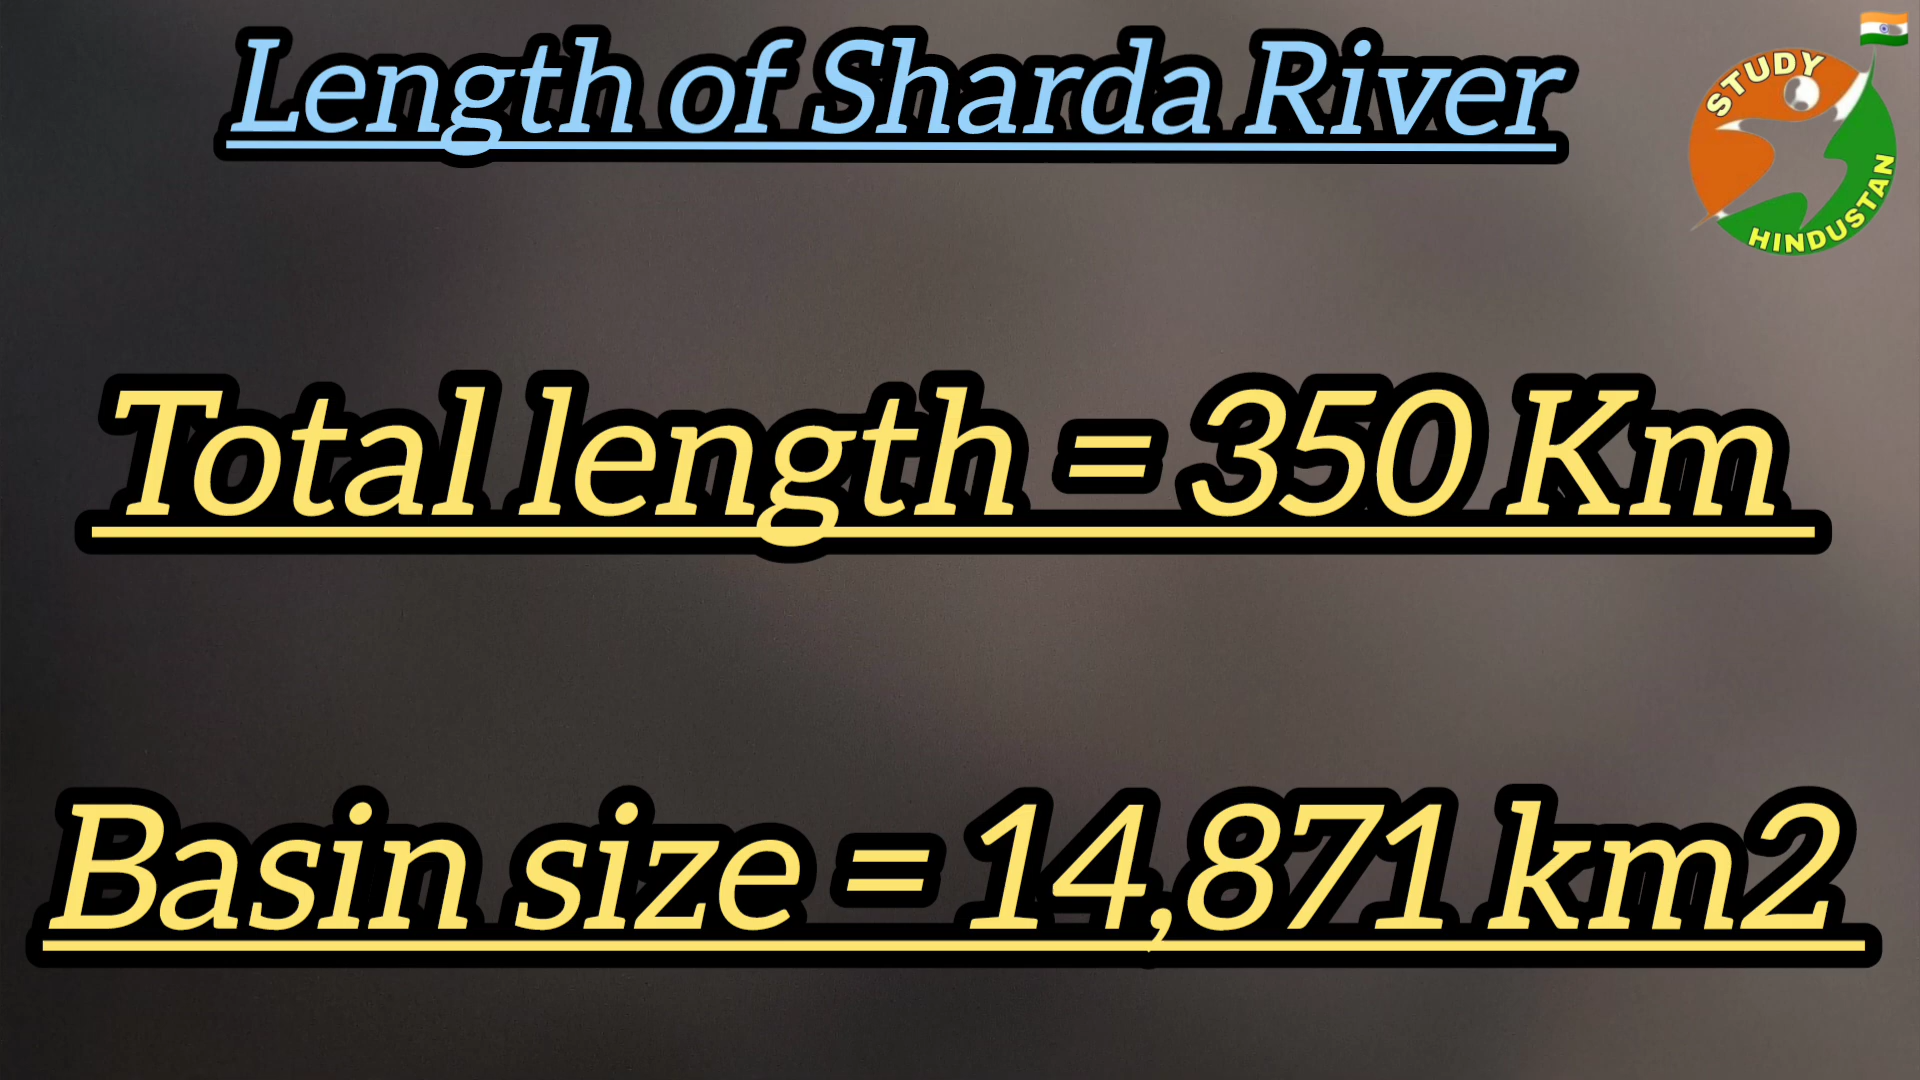 Length of Sharda River
STUDY
HINDUSTAN
Total length = 350 Km
Basin size = 14,871 km2